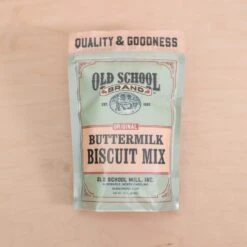 QUALITY & GOODNESS
OLD SCHOOL
BRAND
ORIGINAL
BUTTERMILK
BISCUIT MIX
OLD SCHOOL MILL, INC.